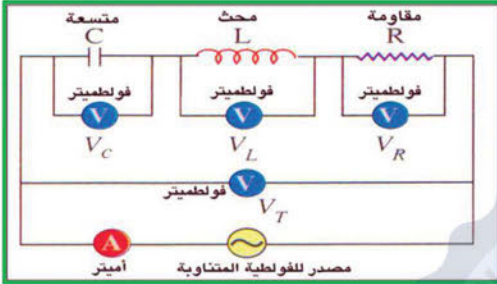 مقاومة محث متسعة
R L C
فولطميتر فولطميتر فولطميتر
V V V
V_R V_L V_C
فولطميتر V
V_T
A
أميتر مصدر للفولطية المتناوبة